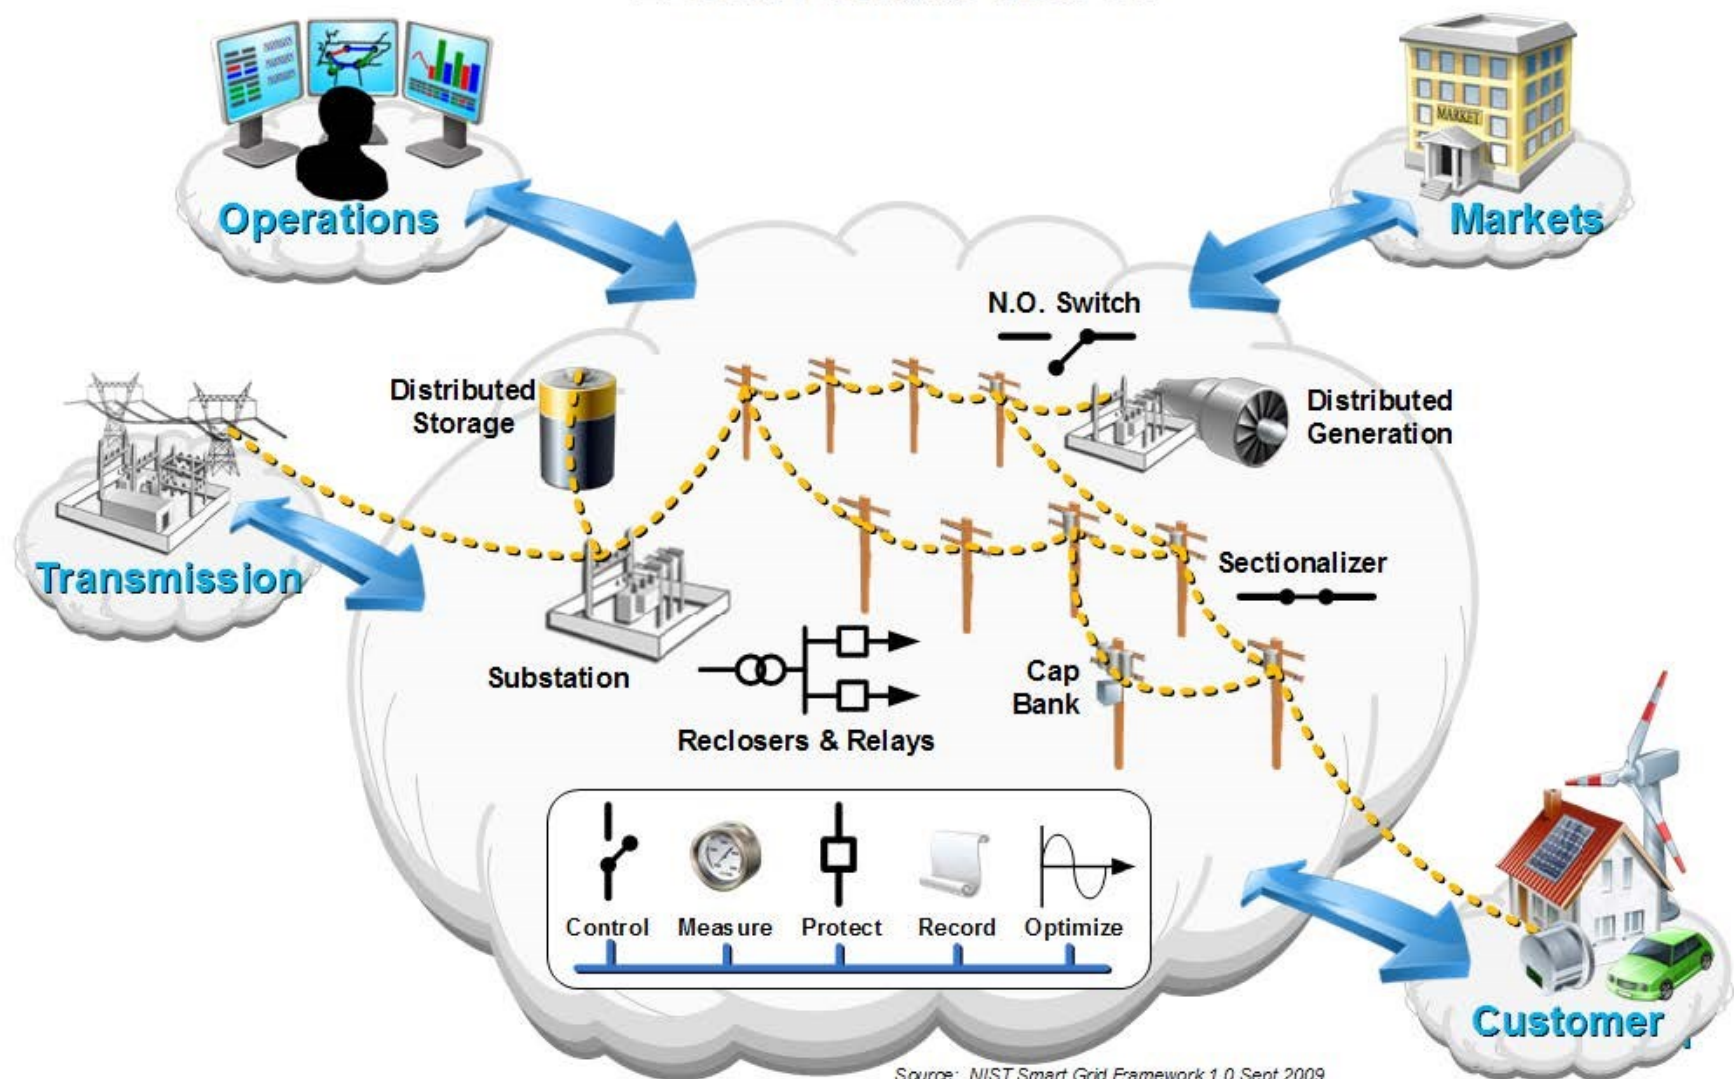 Operations
MARKET
Markets
N.O. Switch
Distributed
Storage
Distributed
Generation
Transmission
Sectionalizer
Substation
Cap
Bank
Reclosers & Relays
Control Measure Protect Record Optimize
Customer
Source: NIST Smart Grid Framework 1.0 Sept 2009